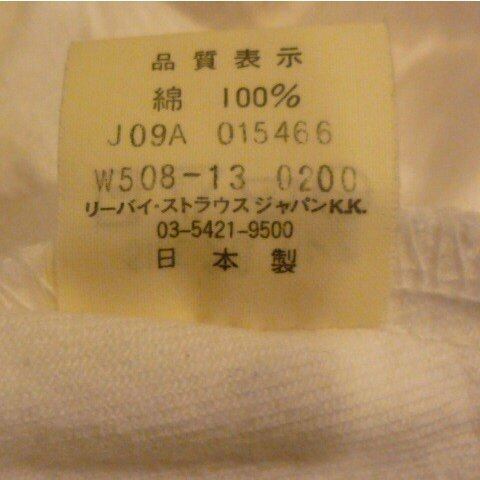 品質表示
綿 100%
J09A 015466
W508-13 0200
リーバイ・ストラウス ジャパンK.K.
03-5421-9500
日本製